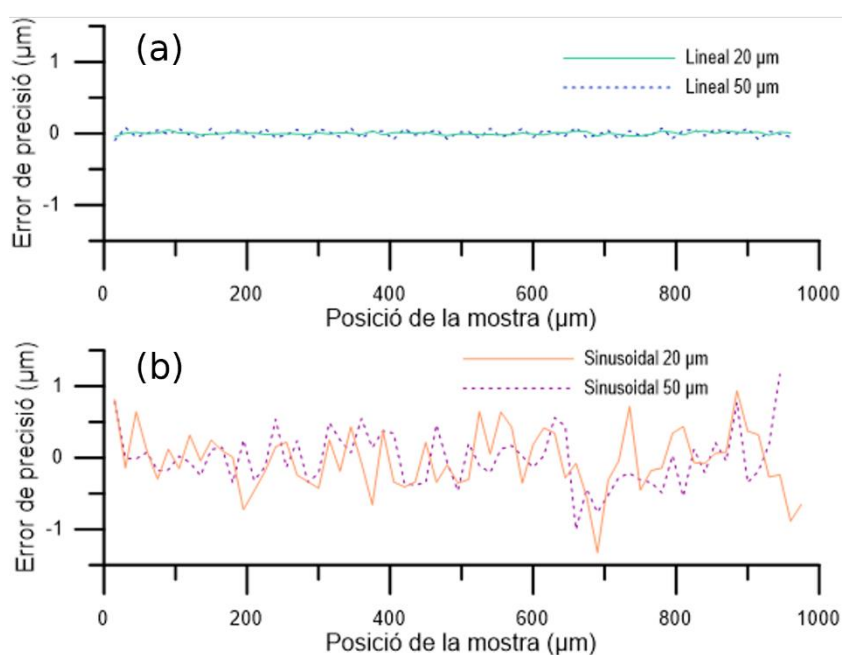 (a)
Lineal 20 µm
Lineal 50 µm
Error de precisió (µm)
1
0
-1
0 200 400 600 800 1000
Posició de la mostra (µm)
(b)
Sinusoidal 20 µm
Sinusoidal 50 µm
Error de precisió (µm)
1
0
-1
0 200 400 600 800 1000
Posició de la mostra (µm)